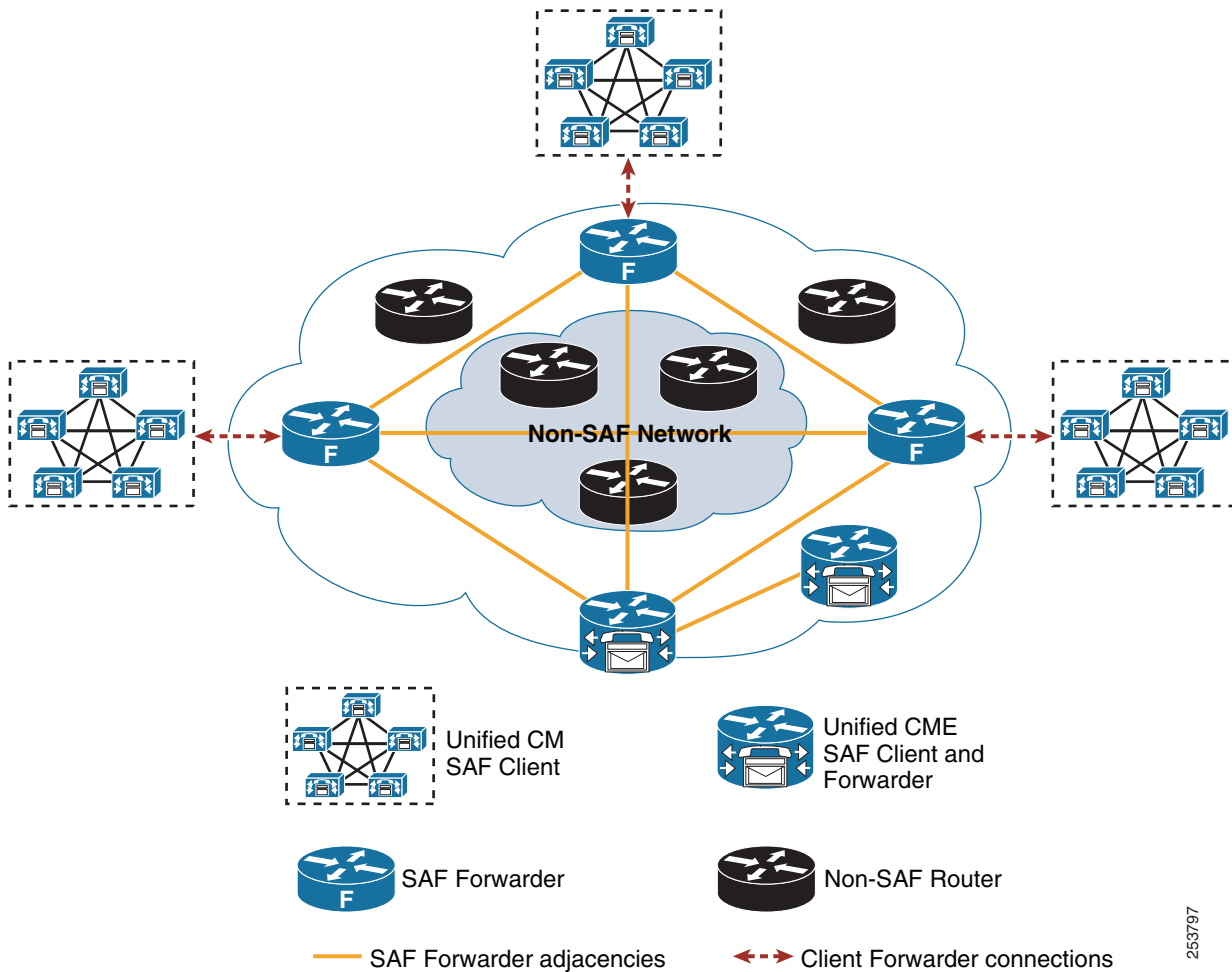 F
F
Non-SAF Network
F
Unified CM
SAF Client
Unified CME
SAF Client and
Forwarder
F
SAF Forwarder
Non-SAF Router
SAF Forwarder adjacencies
Client Forwarder connections
253797